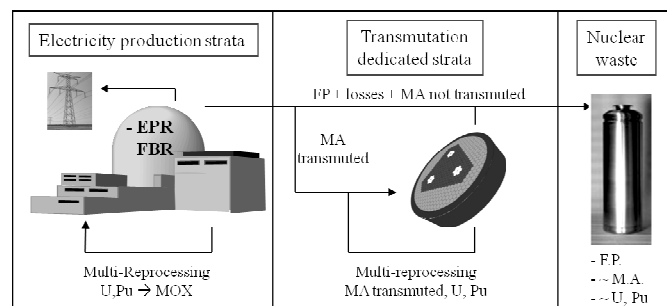 Electricity production strata
Transmutation
dedicated strata
Nuclear
waste
FP + losses + MA not transmuted
- EPR
FBR
MA
transmuted
Multi-Reprocessing
U,Pu → MOX
Multi-reprocessing
MA transmuted, U, Pu
- F.P.
- ~ M.A.
- ~ U, Pu